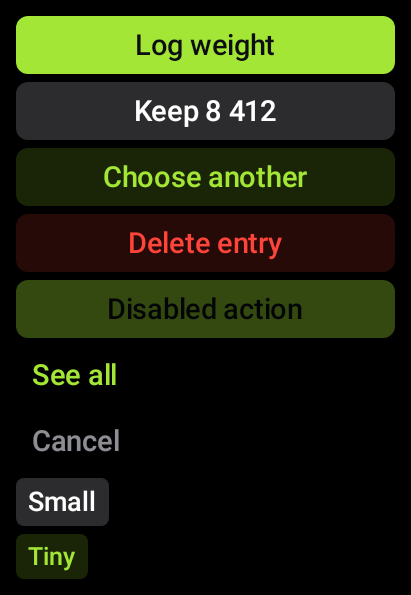 Log weight
Keep 8 412
Choose another
Delete entry
Disabled action
See all
Cancel
Small
Tiny